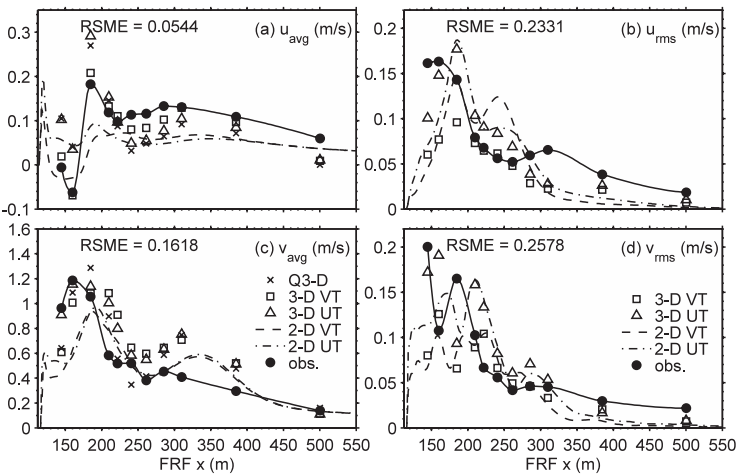 RSME = 0.0544
(a) u_avg (m/s)
0.3
0.2
0.1
0
-0.1
RSME = 0.2331
(b) u_rms (m/s)
0.2
0.15
0.1
0.05
0
RSME = 0.1618
(c) v_avg (m/s)
1.6
1.4
1.2
1
0.8
0.6
0.4
0.2
0
Q3-D
3-D VT
3-D UT
2-D VT
2-D UT
obs.
150 200 250 300 350 400 450 500 550
FRF x (m)
RSME = 0.2578
(d) v_rms (m/s)
0.2
0.15
0.1
0.05
0
3-D VT
3-D UT
2-D VT
2-D UT
obs.
150 200 250 300 350 400 450 500 550
FRF x (m)